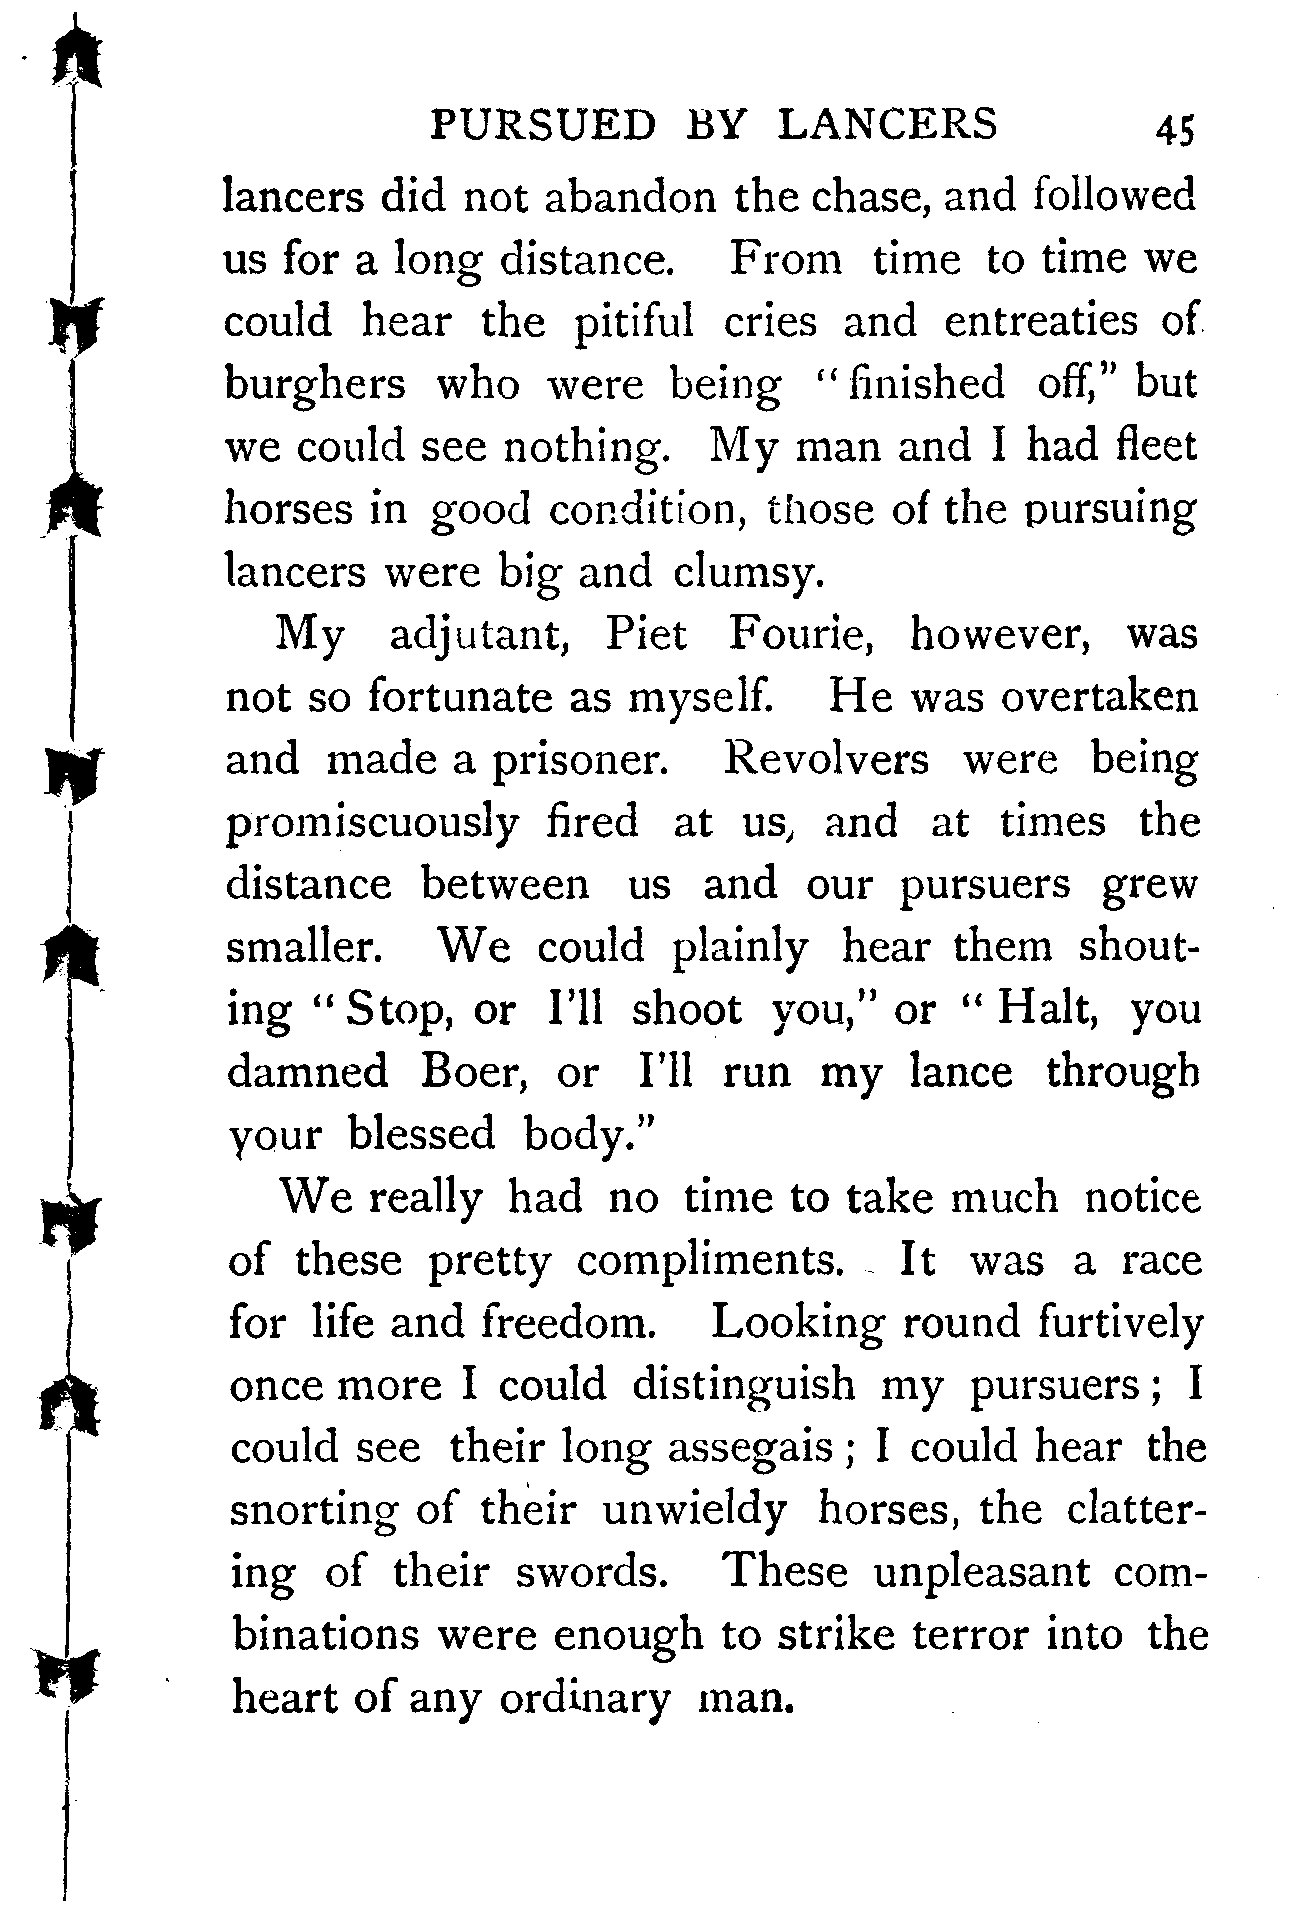 PURSUED BY LANCERS 45
lancers did not abandon the chase, and followed
us for a long distance. From time to time we
could hear the pitiful cries and entreaties of
burghers who were being “finished off,” but
we could see nothing. My man and I had fleet
horses in good condition, those of the pursuing
lancers were big and clumsy.
My adjutant, Piet Fourie, however, was
not so fortunate as myself. He was overtaken
and made a prisoner. Revolvers were being
promiscuously fired at us, and at times the
distance between us and our pursuers grew
smaller. We could plainly hear them shout-
ing “Stop, or I'll shoot you,” or “Halt, you
damned Boer, or I'll run my lance through
your blessed body.”
We really had no time to take much notice
of these pretty compliments. It was a race
for life and freedom. Looking round furtively
once more I could distinguish my pursuers; I
could see their long assegais; I could hear the
snorting of their unwieldy horses, the clatter-
ing of their swords. These unpleasant com-
binations were enough to strike terror into the
heart of any ordinary man.